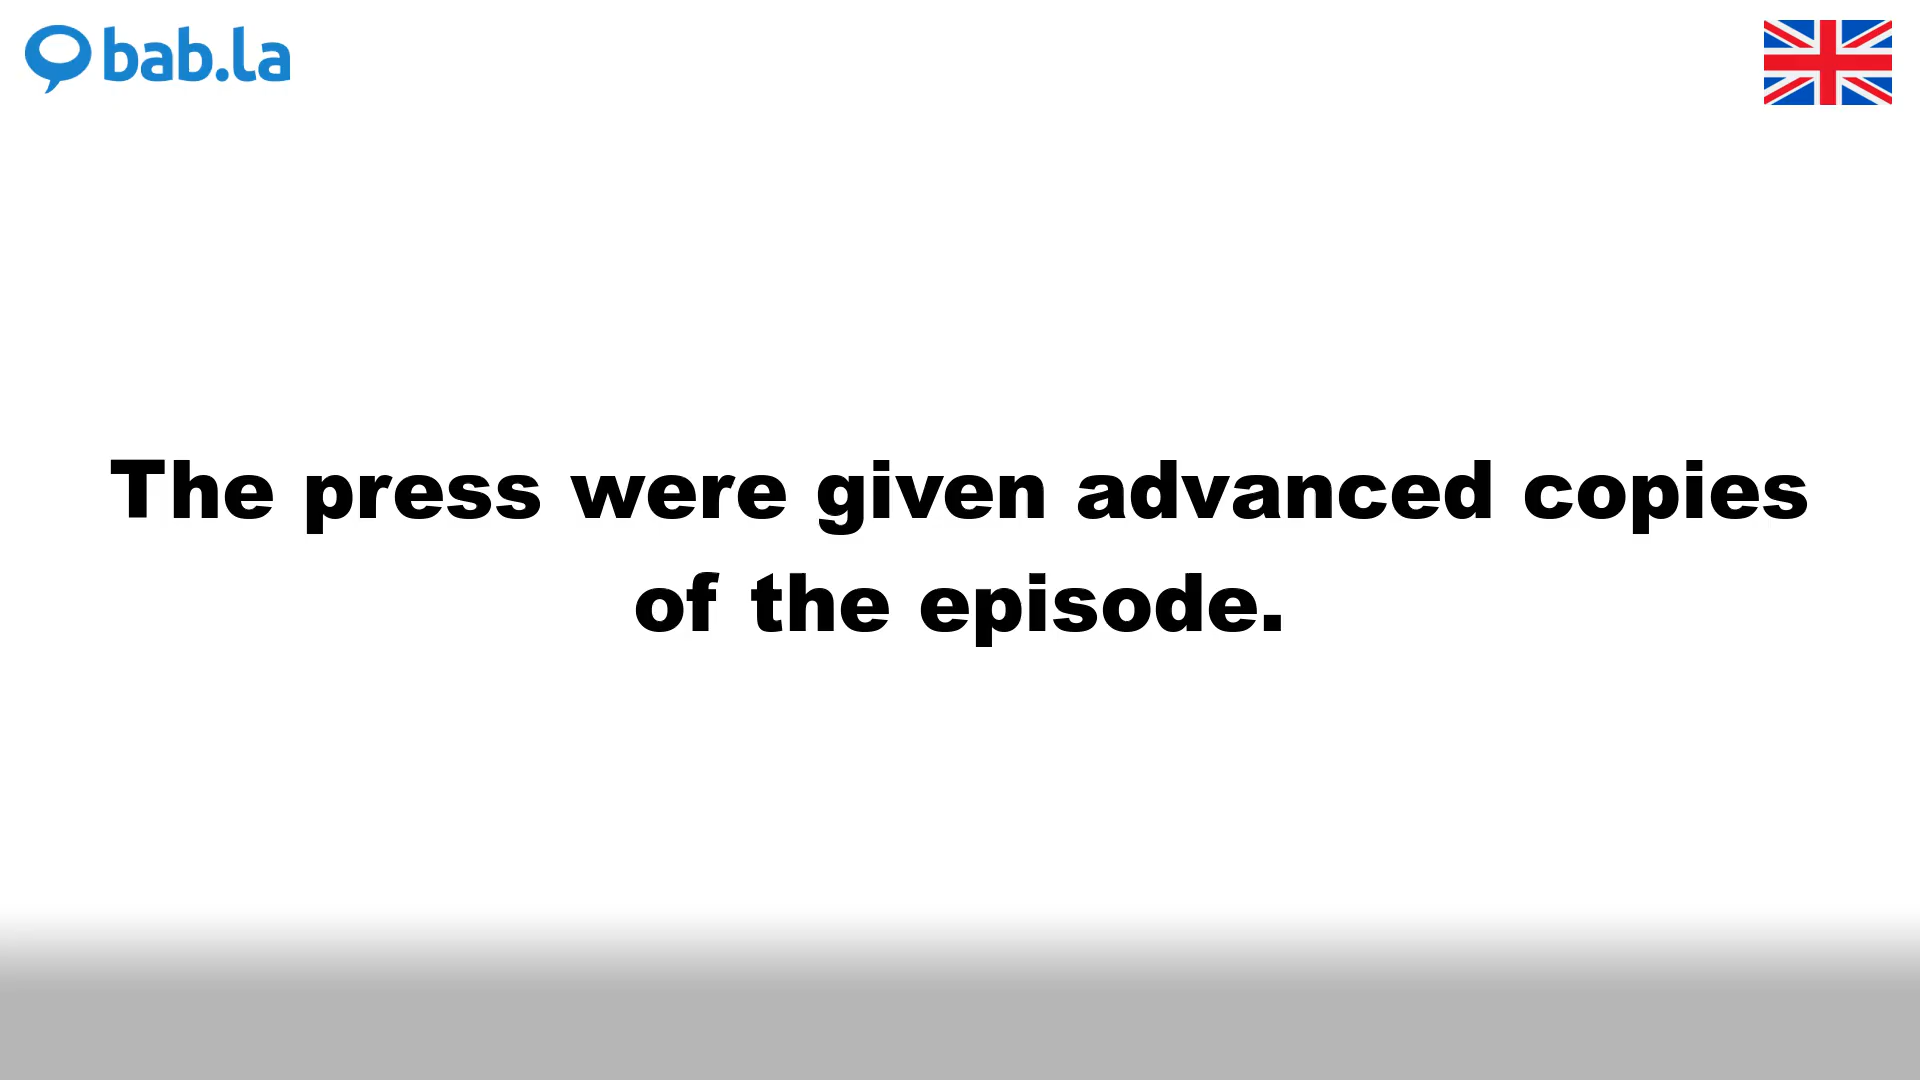 bab.la
The press were given advanced copies
of the episode.